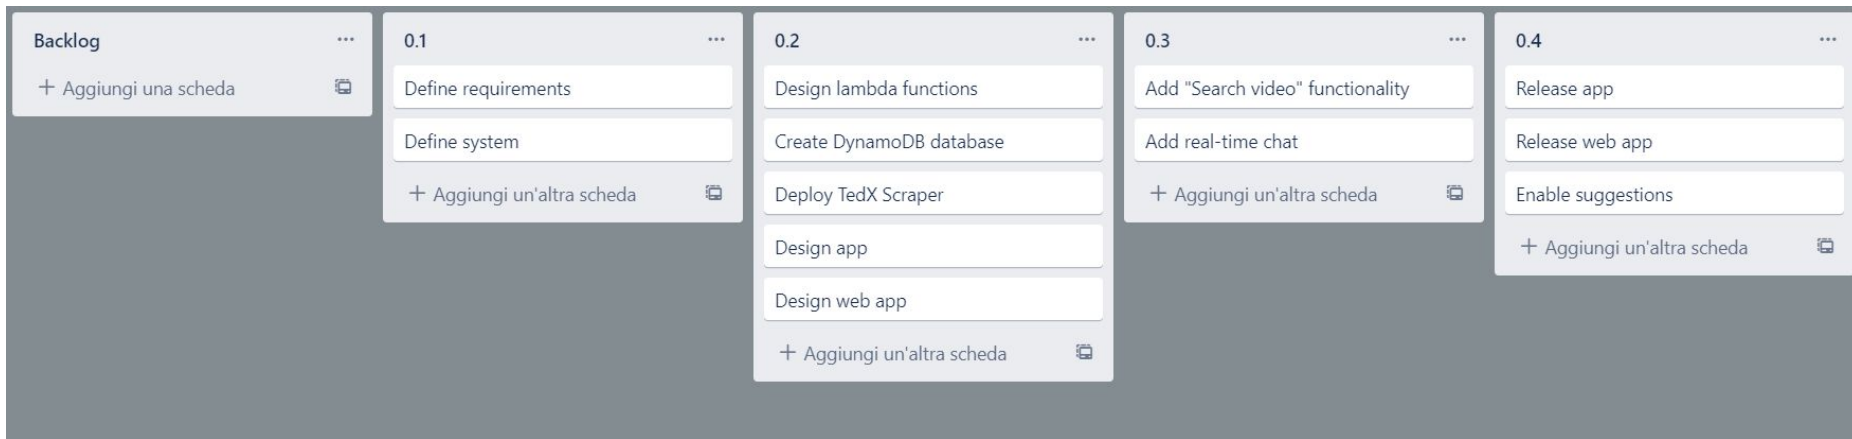 Backlog
Aggiungi una scheda
0.1
Define requirements
Define system
Aggiungi un'altra scheda
0.2
Design lambda functions
Create DynamoDB database
Deploy TedX Scraper
Design app
Design web app
Aggiungi un'altra scheda
0.3
Add "Search video" functionality
Add real-time chat
Aggiungi un'altra scheda
0.4
Release app
Release web app
Enable suggestions
Aggiungi un'altra scheda